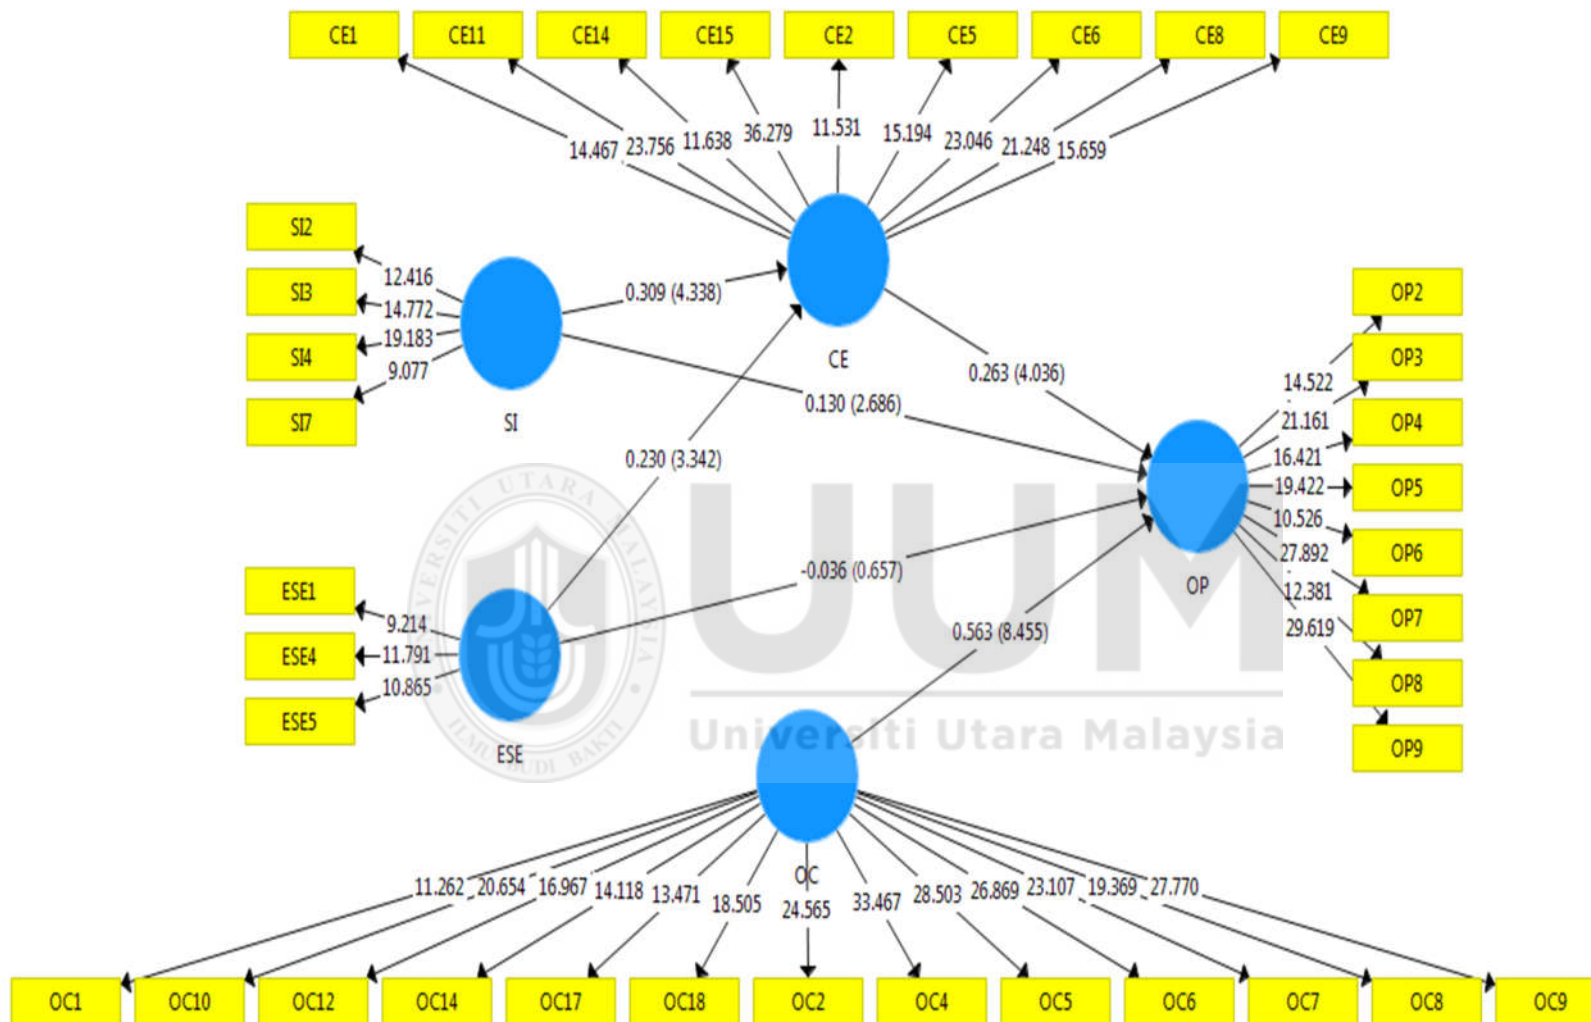 CE1 CE11 CE14 CE15 CE2 CE5 CE6 CE8 CE9
14.467 23.756 11.638 36.279 11.531 15.194 23.046 21.248 15.659
SI2
SI3
SI4
SI7
12.416
14.772
19.183
9.077
SI
CE
0.309 (4.338)
0.130 (2.686)
0.263 (4.036)
0.230 (3.342)
-0.036 (0.657)
0.563 (8.455)
OP2
OP3
OP4
OP5
OP6
OP7
OP8
OP9
14.522
21.161
16.421
19.422
10.526
27.892
12.381
29.619
OP
ESE1
ESE4
ESE5
9.214
11.791
10.865
ESE
UNIVERSITI UTARA MALAYSIA
ILMU BUDI BAKTI
UUM
Universiti Utara Malaysia
OC
11.262 20.654 16.967 14.118 13.471 18.505 24.565 33.467 28.503 26.869 23.107 19.369 27.770
OC1 OC10 OC12 OC14 OC17 OC18 OC2 OC4 OC5 OC6 OC7 OC8 OC9